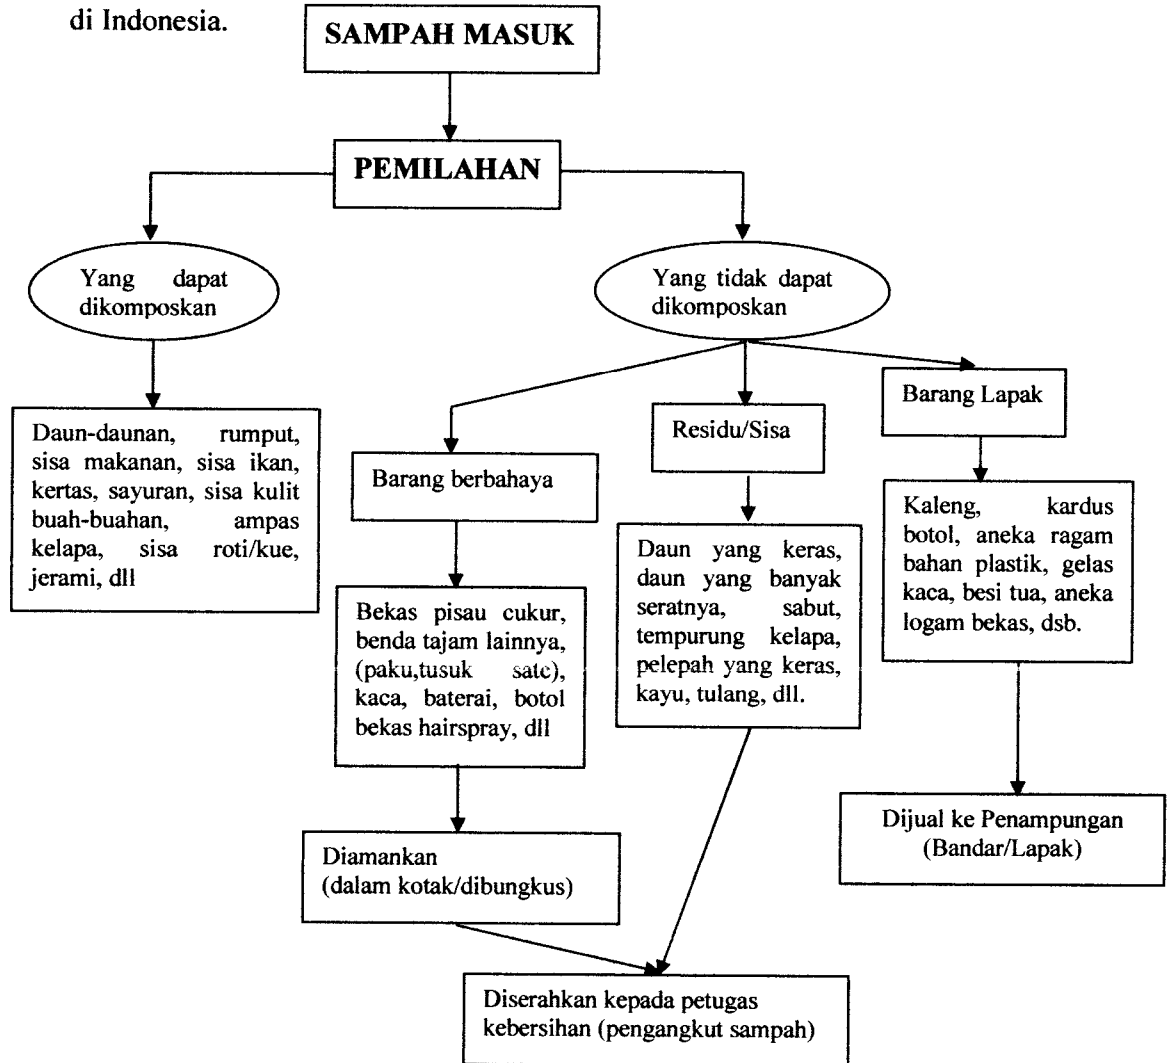 di Indonesia.
SAMPAH MASUK
PEMILAHAN
Yang dapat
dikomposkan
Yang tidak dapat
dikomposkan
Daun-daunan, rumput,
sisa makanan, sisa ikan,
kertas, sayuran, sisa kulit
buah-buahan, ampas
kelapa, sisa roti/kue,
jerami, dll
Barang berbahaya
Residu/Sisa
Barang Lapak
Bekas pisau cukur,
benda tajam lainnya,
(paku,tusuk sate),
kaca, baterai, botol
bekas hairspray, dll
Daun yang keras,
daun yang banyak
seratnya, sabut,
tempurung kelapa,
pelepah yang keras,
kayu, tulang, dll.
Kaleng, kardus
botol, aneka ragam
bahan plastik, gelas
kaca, besi tua, aneka
logam bekas, dsb.
Diamankan
(dalam kotak/dibungkus)
Dijual ke Penampungan
(Bandar/Lapak)
Diserahkan kepada petugas
kebersihan (pengangkut sampah)